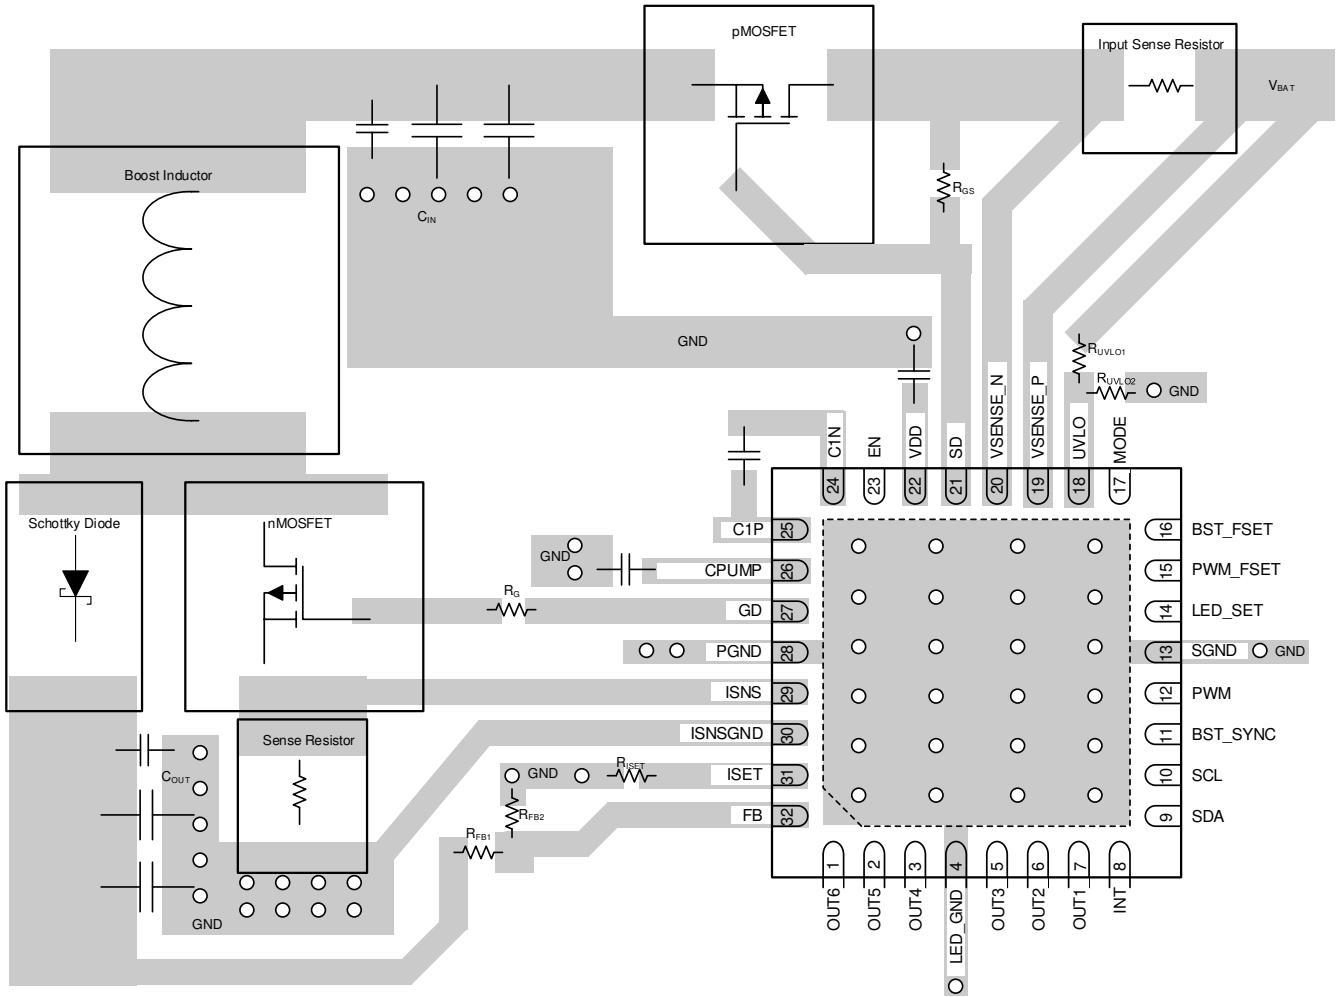 pMOSFET
Input Sense Resistor
VBAT
Boost Inductor
RGS
CIN
GND
RUVLO1
RUVLO2
GND
C1N
EN
VDD
SD
VSENSE_N
VSENSE_P
UVLO
MODE
24
23
22
21
20
19
18
17
Schottky Diode
nMOSFET
C1P
25
16
BST_FSET
GND
CPUMP
26
15
PWM_FSET
RG
GD
27
14
LED_SET
PGND
28
13
SGND
GND
ISNS
29
12
PWM
Sense Resistor
ISNSGND
30
11
BST_SYNC
COUT
GND
RISET
ISET
31
10
SCL
RFB2
FB
32
9
SDA
RFB1
1
2
3
4
5
6
7
8
OUT6
OUT5
OUT4
LED_GND
OUT3
OUT2
OUT1
INT
GND